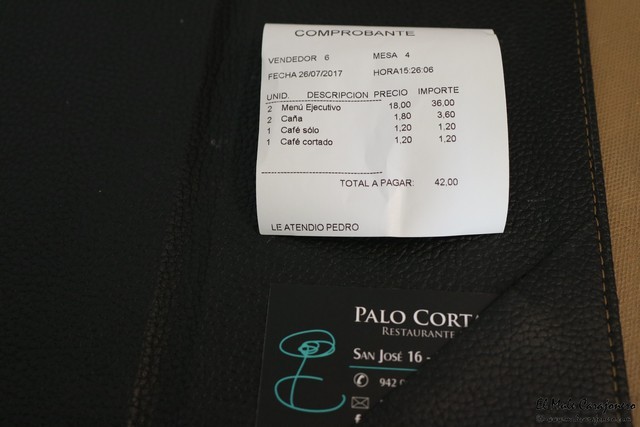 COMPROBANTE
VENDEDOR 6 MESA 4
FECHA 26/07/2017 HORA15:26:06
UNID. DESCRIPCION PRECIO IMPORTE
2 Menú Ejecutivo 18,00 36,00
2 Caña 1,80 3,60
1 Café sólo 1,20 1,20
1 Café cortado 1,20 1,20
TOTAL A PAGAR: 42,00
LE ATENDIO PEDRO
PALO CORT
RESTAURANTE
SAN JOSÉ 16 -
942